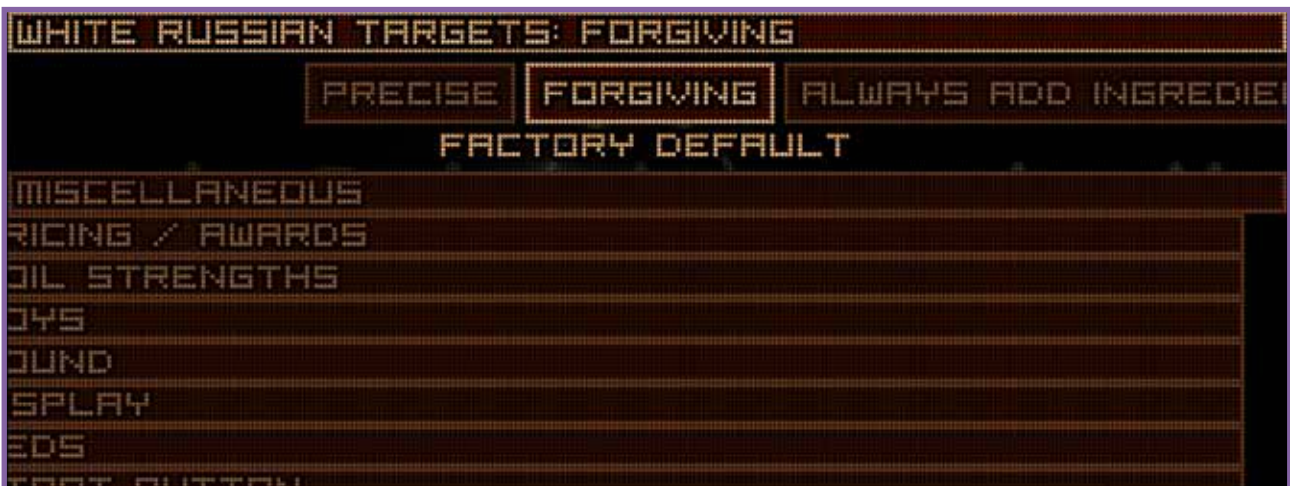 WHITE RUSSIAN TARGETS: FORGIVING
PRECISE FORGIVING ALWAYS ADD INGREDIE
FACTORY DEFAULT
MISCELLANEOUS
RICING / AWARDS
OIL STRENGTHS
OYS
OUND
SPLAY
EDS